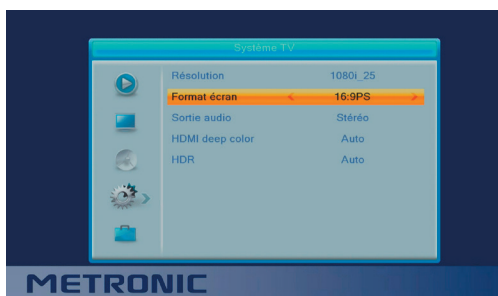 Système TV
Résolution 1080i_25
Format écran < 16:9PS >
Sortie audio Stéréo
HDMI deep color Auto
HDR Auto
METRONIC